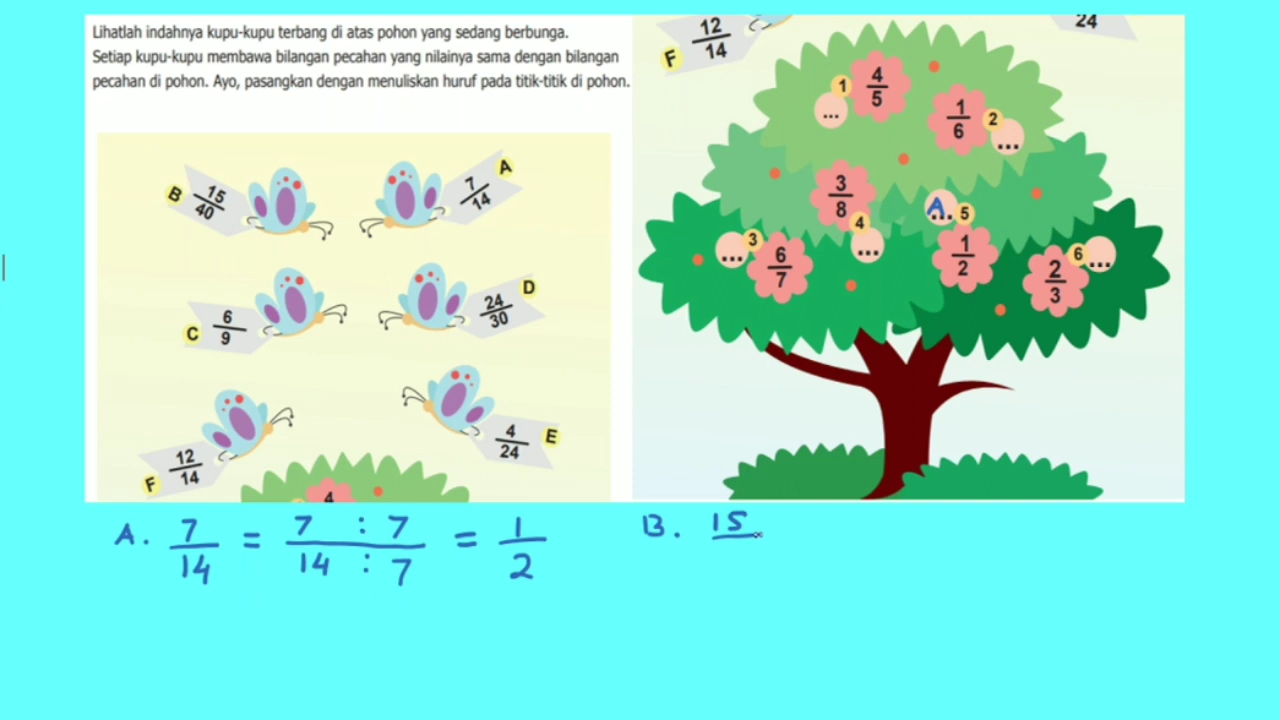 Lihatlah indahnya kupu-kupu terbang di atas pohon yang sedang berbunga.
Setiap kupu-kupu membawa bilangan pecahan yang nilainya sama dengan bilangan
pecahan di pohon. Ayo, pasangkan dengan menuliskan huruf pada titik-titik di pohon.
B 15/40
A 7/14
C 6/9
D 24/30
F 12/14
E 4/24
4
F 12/14
24
1 ... 4/5
1/6 2 ...
3/8 4 ...
A ... 5 1/2
... 3 6/7
2/3 6 ...
A. 7/14 = 7 : 7 / 14 : 7 = 1/2
B. 15